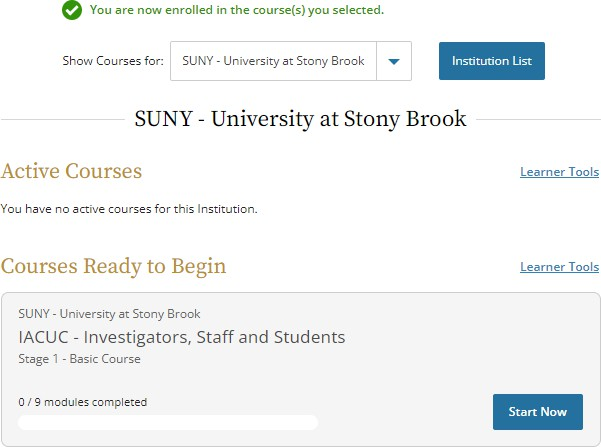 You are now enrolled in the course(s) you selected.
Show Courses for: SUNY - University at Stony Brook Institution List
SUNY - University at Stony Brook
Active Courses Learner Tools
You have no active courses for this Institution.
Courses Ready to Begin Learner Tools
SUNY - University at Stony Brook
IACUC - Investigators, Staff and Students
Stage 1 - Basic Course
0 / 9 modules completed
Start Now